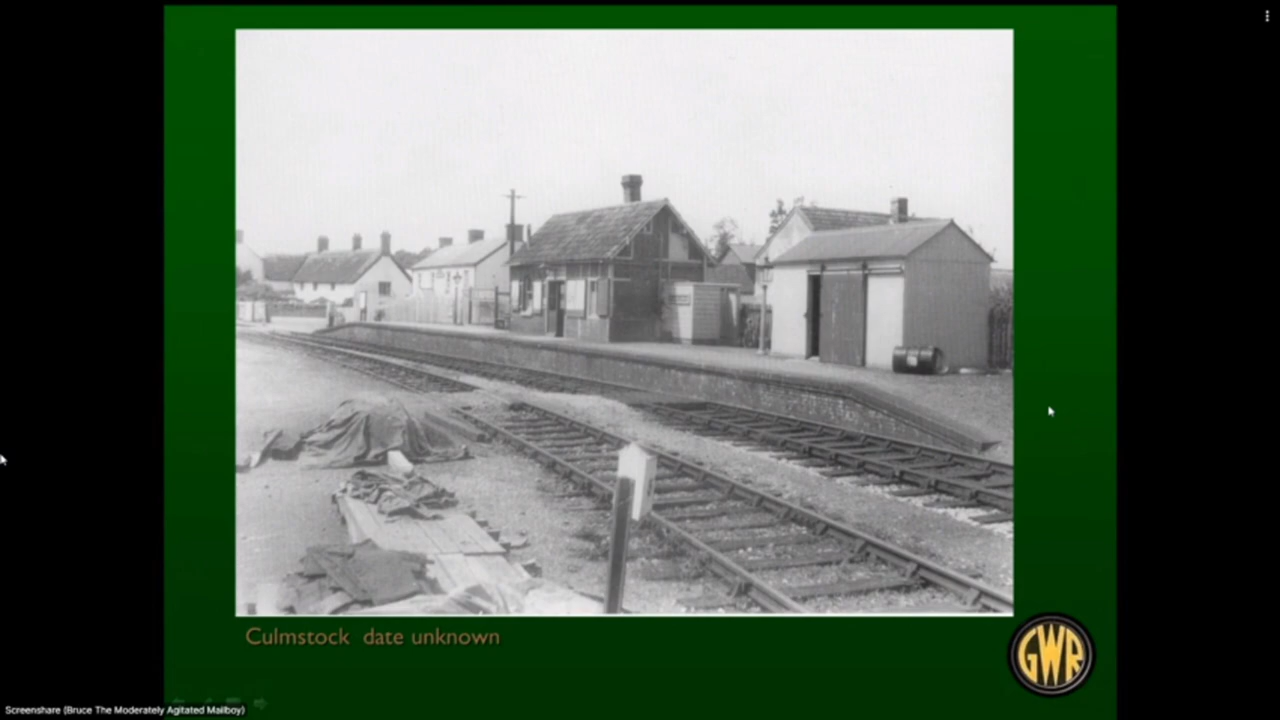 Culmstock date unknown
GWR
Screenshare (Bruce The Moderately Agitated Mailboy)